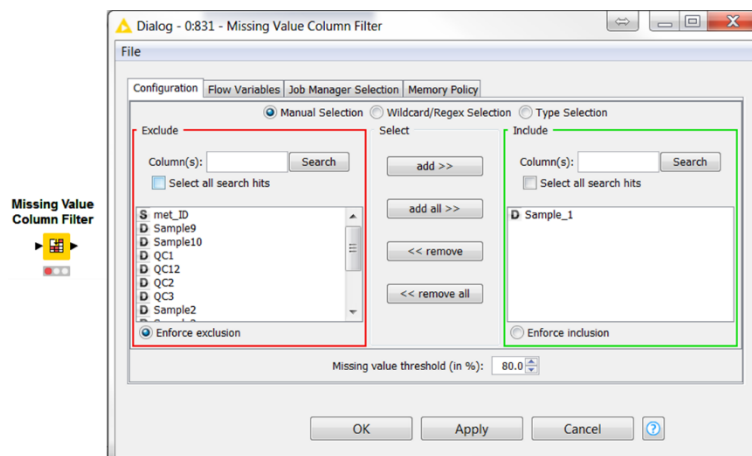 Dialog - 0:831 - Missing Value Column Filter
File
Configuration Flow Variables Job Manager Selection Memory Policy
Manual Selection Wildcard/Regex Selection Type Selection
Exclude
Column(s): Search
Select all search hits
S met_ID
D Sample9
D Sample10
D QC1
D QC12
D QC2
D QC3
D Sample2
Enforce exclusion
Select
add >>
add all >>
<< remove
<< remove all
Include
Column(s): Search
Select all search hits
D Sample_1
Enforce inclusion
Missing value threshold (in %): 80.0
OK Apply Cancel ?
Missing Value
Column Filter